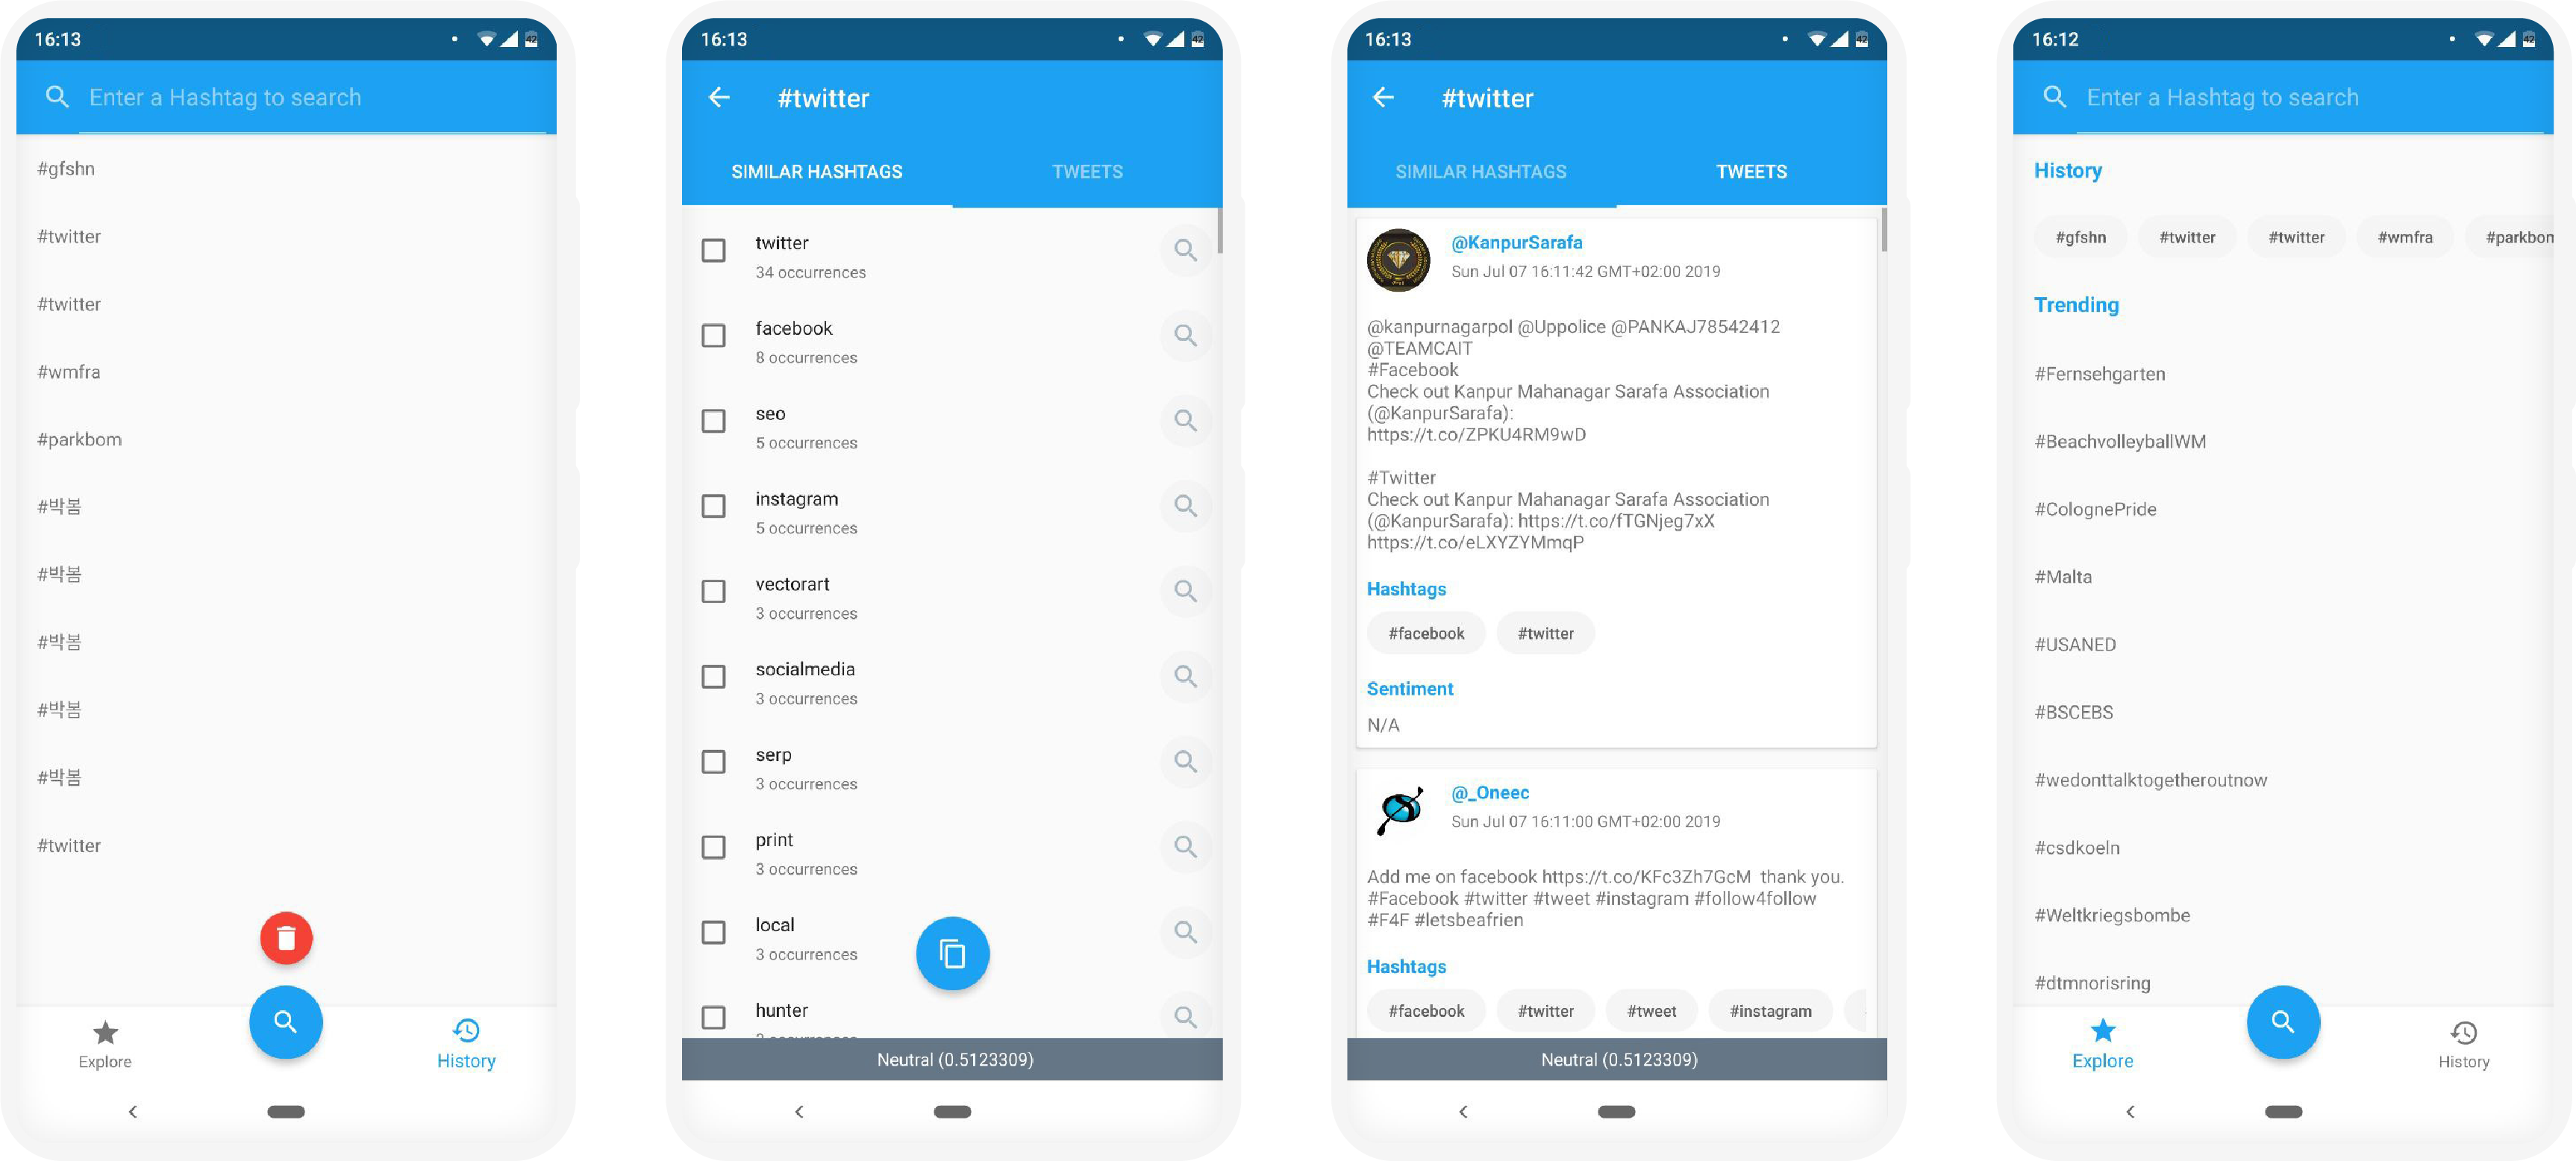 16:13
42
Enter a Hashtag to search
#gfshn
#twitter
#twitter
#wmfra
#parkbom
#박봄
#박봄
#박봄
#박봄
#박봄
#twitter
Explore
History
16:13
42
#twitter
SIMILAR HASHTAGS
TWEETS
twitter
34 occurrences
facebook
8 occurrences
seo
5 occurrences
instagram
5 occurrences
vectorart
3 occurrences
socialmedia
3 occurrences
serp
3 occurrences
print
3 occurrences
local
3 occurrences
hunter
Neutral (0.5123309)
16:13
42
#twitter
SIMILAR HASHTAGS
TWEETS
@KanpurSarafa
Sun Jul 07 16:11:42 GMT+02:00 2019
@kanpurnagarpol @Uppolice @PANKAJ78542412
@TEAMCAIT
#Facebook
Check out Kanpur Mahanagar Sarafa Association
(@KanpurSarafa):
https://t.co/ZPKU4RM9wD
#Twitter
Check out Kanpur Mahanagar Sarafa Association
(@KanpurSarafa): https://t.co/fTGNjeg7xX
https://t.co/eLXYZYMmqP
Hashtags
#facebook
#twitter
Sentiment
N/A
@_Oneec
Sun Jul 07 16:11:00 GMT+02:00 2019
Add me on facebook https://t.co/KFc3Zh7GcM thank you.
#Facebook #twitter #tweet #instagram #follow4follow
#F4F #letsbeafrien
Hashtags
#facebook
#twitter
#tweet
#instagram
Neutral (0.5123309)
16:12
42
Enter a Hashtag to search
History
#gfshn
#twitter
#twitter
#wmfra
#parkbom
Trending
#Fernsehgarten
#BeachvolleyballWM
#ColognePride
#Malta
#USANED
#BSCEBS
#wedonttalktogetheroutnow
#csdkoeln
#Weltkriegsbombe
#dtmnorisring
Explore
History